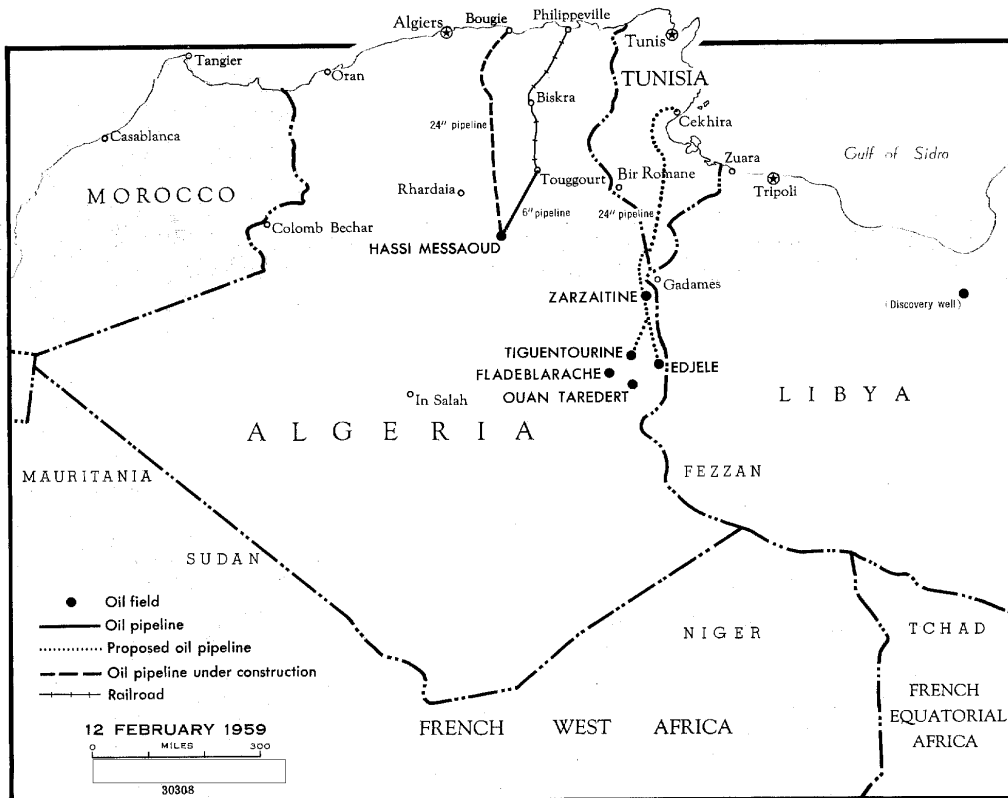 Algiers
Bougie
Philippeville
Tunis
Tangier
Oran
TUNISIA
Biskra
Cekhira
24" pipeline
Casablanca
Zuara
Gulf of Sidra
Touggourt
Bir Romane
Tripoli
MOROCCO
Rhardaia
6" pipeline
24" pipeline
Colomb Bechar
HASSI MESSAOUD
Gadames
ZARZAITINE
(Discovery well)
TIGUENTOURINE
EDJELE
FLADEBLARACHE
OUAN TAREDERT
In Salah
LIBYA
ALGERIA
MAURITANIA
FEZZAN
SUDAN
Oil field
Oil pipeline
Proposed oil pipeline
Oil pipeline under construction
Railroad
NIGER
TCHAD
FRENCH
EQUATORIAL
AFRICA
FRENCH WEST AFRICA
12 FEBRUARY 1959
0 MILES 300
30308